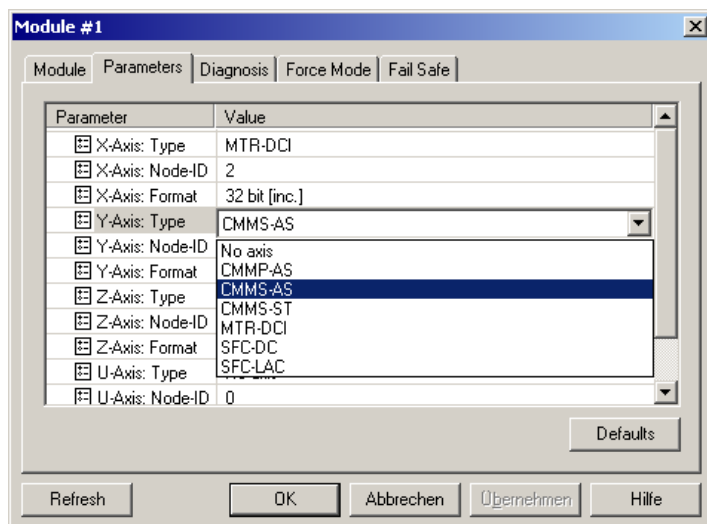 Module #1
Module Parameters Diagnosis Force Mode Fail Safe
Parameter Value
X-Axis: Type MTR-DCI
X-Axis: Node-ID 2
X-Axis: Format 32 bit [inc.]
Y-Axis: Type CMMS-AS
Y-Axis: Node-ID No axis
Y-Axis: Format CMMP-AS
CMMS-AS
Z-Axis: Type CMMS-ST
Z-Axis: Node-ID MTR-DCI
Z-Axis: Format SFC-DC
U-Axis: Type SFC-LAC
U-Axis: Node-ID 0
Defaults
Refresh OK Abbrechen Übernehmen Hilfe